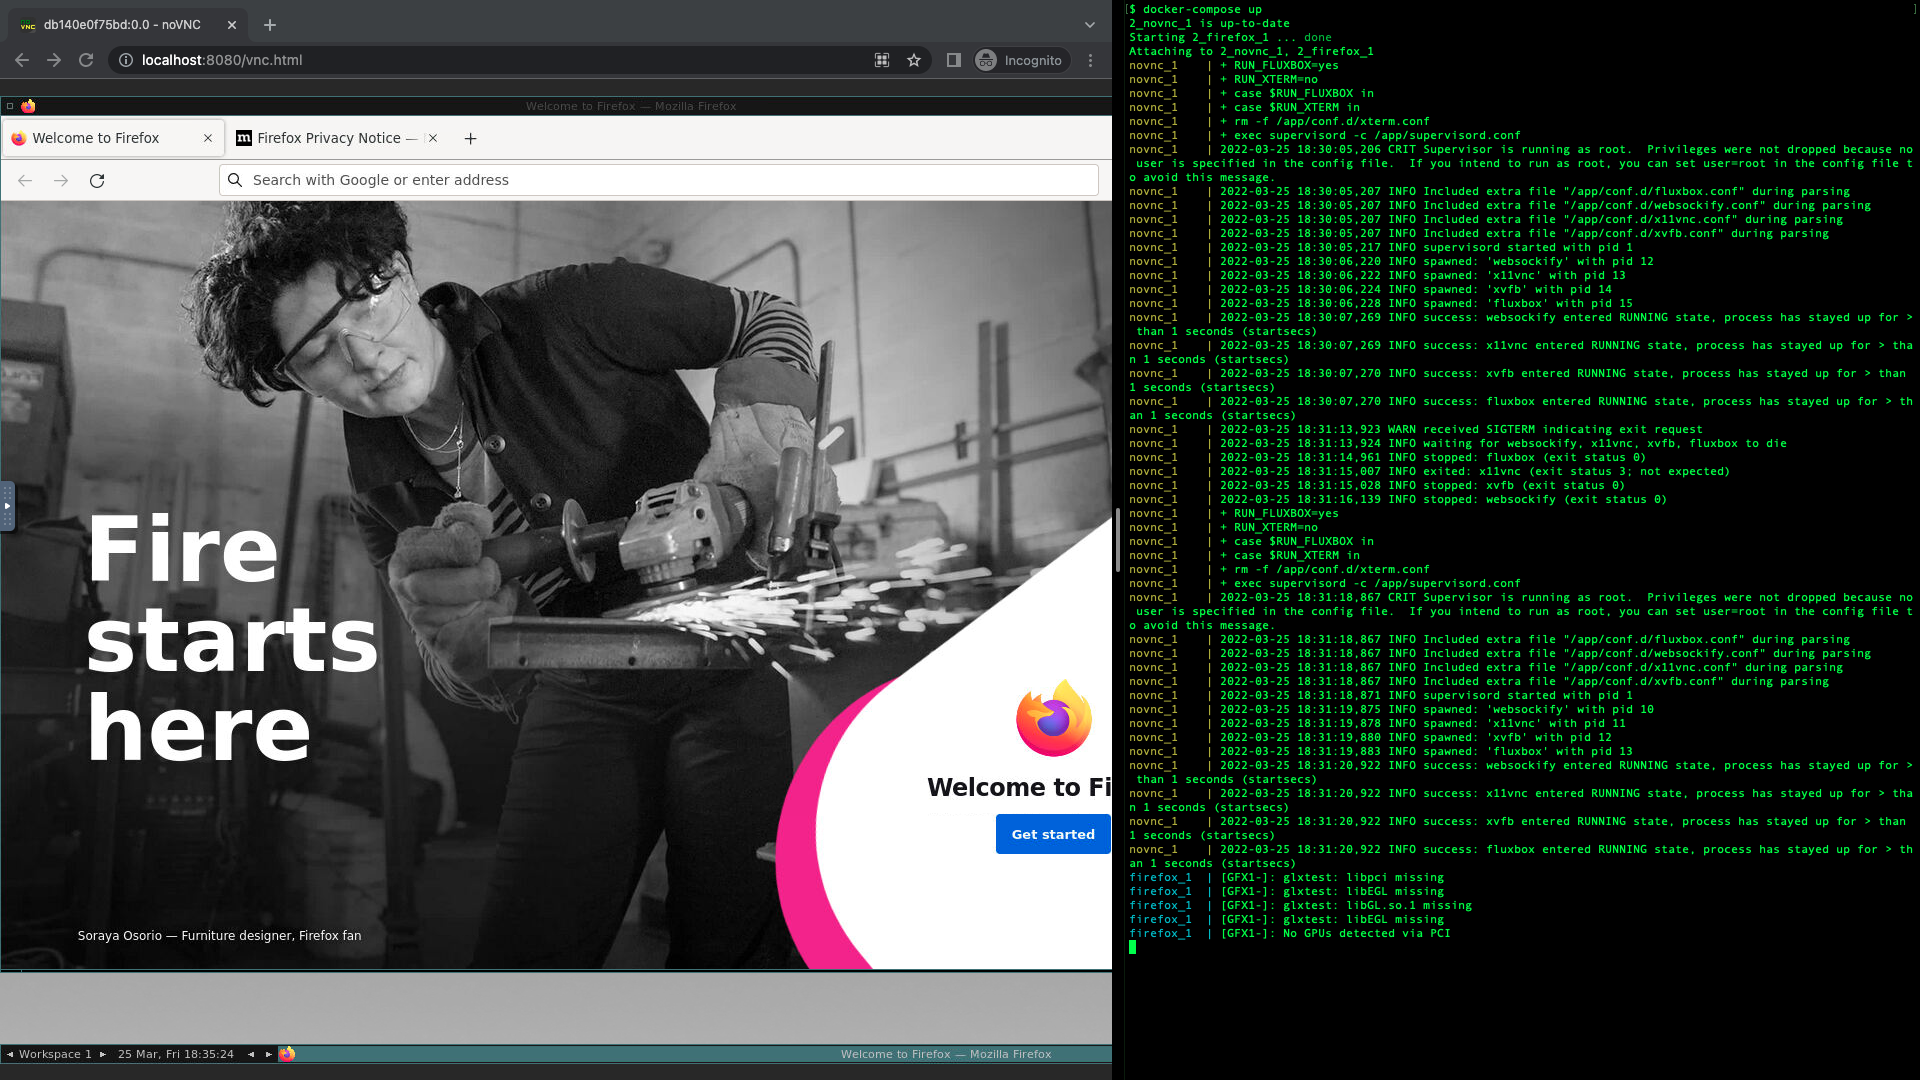 db140e0f75bd:0.0 - noVNC
localhost:8080/vnc.html
Incognito
Welcome to Firefox — Mozilla Firefox
Welcome to Firefox
Firefox Privacy Notice —
Search with Google or enter address
Fire
starts
here
Welcome to Fi
Get started
Soraya Osorio — Furniture designer, Firefox fan
Workspace 1
25 Mar, Fri 18:35:24
Welcome to Firefox — Mozilla Firefox
[$ docker-compose up ]
2_novnc_1 is up-to-date
Starting 2_firefox_1 ... done
Attaching to 2_novnc_1, 2_firefox_1
novnc_1    | + RUN_FLUXBOX=yes
novnc_1    | + RUN_XTERM=no
novnc_1    | + case $RUN_FLUXBOX in
novnc_1    | + case $RUN_XTERM in
novnc_1    | + rm -f /app/conf.d/xterm.conf
novnc_1    | + exec supervisord -c /app/supervisord.conf
novnc_1    | 2022-03-25 18:30:05,206 CRIT Supervisor is running as root.  Privileges were not dropped because no
 user is specified in the config file.  If you intend to run as root, you can set user=root in the config file t
o avoid this message.
novnc_1    | 2022-03-25 18:30:05,207 INFO Included extra file "/app/conf.d/fluxbox.conf" during parsing
novnc_1    | 2022-03-25 18:30:05,207 INFO Included extra file "/app/conf.d/websockify.conf" during parsing
novnc_1    | 2022-03-25 18:30:05,207 INFO Included extra file "/app/conf.d/x11vnc.conf" during parsing
novnc_1    | 2022-03-25 18:30:05,207 INFO Included extra file "/app/conf.d/xvfb.conf" during parsing
novnc_1    | 2022-03-25 18:30:05,217 INFO supervisord started with pid 1
novnc_1    | 2022-03-25 18:30:06,220 INFO spawned: 'websockify' with pid 12
novnc_1    | 2022-03-25 18:30:06,222 INFO spawned: 'x11vnc' with pid 13
novnc_1    | 2022-03-25 18:30:06,224 INFO spawned: 'xvfb' with pid 14
novnc_1    | 2022-03-25 18:30:06,228 INFO spawned: 'fluxbox' with pid 15
novnc_1    | 2022-03-25 18:30:07,269 INFO success: websockify entered RUNNING state, process has stayed up for >
 than 1 seconds (startsecs)
novnc_1    | 2022-03-25 18:30:07,269 INFO success: x11vnc entered RUNNING state, process has stayed up for > tha
n 1 seconds (startsecs)
novnc_1    | 2022-03-25 18:30:07,270 INFO success: xvfb entered RUNNING state, process has stayed up for > than
1 seconds (startsecs)
novnc_1    | 2022-03-25 18:30:07,270 INFO success: fluxbox entered RUNNING state, process has stayed up for > th
an 1 seconds (startsecs)
novnc_1    | 2022-03-25 18:31:13,923 WARN received SIGTERM indicating exit request
novnc_1    | 2022-03-25 18:31:13,924 INFO waiting for websockify, x11vnc, xvfb, fluxbox to die
novnc_1    | 2022-03-25 18:31:14,961 INFO stopped: fluxbox (exit status 0)
novnc_1    | 2022-03-25 18:31:15,007 INFO exited: x11vnc (exit status 3; not expected)
novnc_1    | 2022-03-25 18:31:15,028 INFO stopped: xvfb (exit status 0)
novnc_1    | 2022-03-25 18:31:16,139 INFO stopped: websockify (exit status 0)
novnc_1    | + RUN_FLUXBOX=yes
novnc_1    | + RUN_XTERM=no
novnc_1    | + case $RUN_FLUXBOX in
novnc_1    | + case $RUN_XTERM in
novnc_1    | + rm -f /app/conf.d/xterm.conf
novnc_1    | + exec supervisord -c /app/supervisord.conf
novnc_1    | 2022-03-25 18:31:18,867 CRIT Supervisor is running as root.  Privileges were not dropped because no
 user is specified in the config file.  If you intend to run as root, you can set user=root in the config file t
o avoid this message.
novnc_1    | 2022-03-25 18:31:18,867 INFO Included extra file "/app/conf.d/fluxbox.conf" during parsing
novnc_1    | 2022-03-25 18:31:18,867 INFO Included extra file "/app/conf.d/websockify.conf" during parsing
novnc_1    | 2022-03-25 18:31:18,867 INFO Included extra file "/app/conf.d/x11vnc.conf" during parsing
novnc_1    | 2022-03-25 18:31:18,867 INFO Included extra file "/app/conf.d/xvfb.conf" during parsing
novnc_1    | 2022-03-25 18:31:18,871 INFO supervisord started with pid 1
novnc_1    | 2022-03-25 18:31:19,875 INFO spawned: 'websockify' with pid 10
novnc_1    | 2022-03-25 18:31:19,878 INFO spawned: 'x11vnc' with pid 11
novnc_1    | 2022-03-25 18:31:19,880 INFO spawned: 'xvfb' with pid 12
novnc_1    | 2022-03-25 18:31:19,883 INFO spawned: 'fluxbox' with pid 13
novnc_1    | 2022-03-25 18:31:20,922 INFO success: websockify entered RUNNING state, process has stayed up for >
 than 1 seconds (startsecs)
novnc_1    | 2022-03-25 18:31:20,922 INFO success: x11vnc entered RUNNING state, process has stayed up for > tha
n 1 seconds (startsecs)
novnc_1    | 2022-03-25 18:31:20,922 INFO success: xvfb entered RUNNING state, process has stayed up for > than
1 seconds (startsecs)
novnc_1    | 2022-03-25 18:31:20,922 INFO success: fluxbox entered RUNNING state, process has stayed up for > th
an 1 seconds (startsecs)
firefox_1  | [GFX1-]: glxtest: libpci missing
firefox_1  | [GFX1-]: glxtest: libEGL missing
firefox_1  | [GFX1-]: glxtest: libGL.so.1 missing
firefox_1  | [GFX1-]: glxtest: libEGL missing
firefox_1  | [GFX1-]: No GPUs detected via PCI